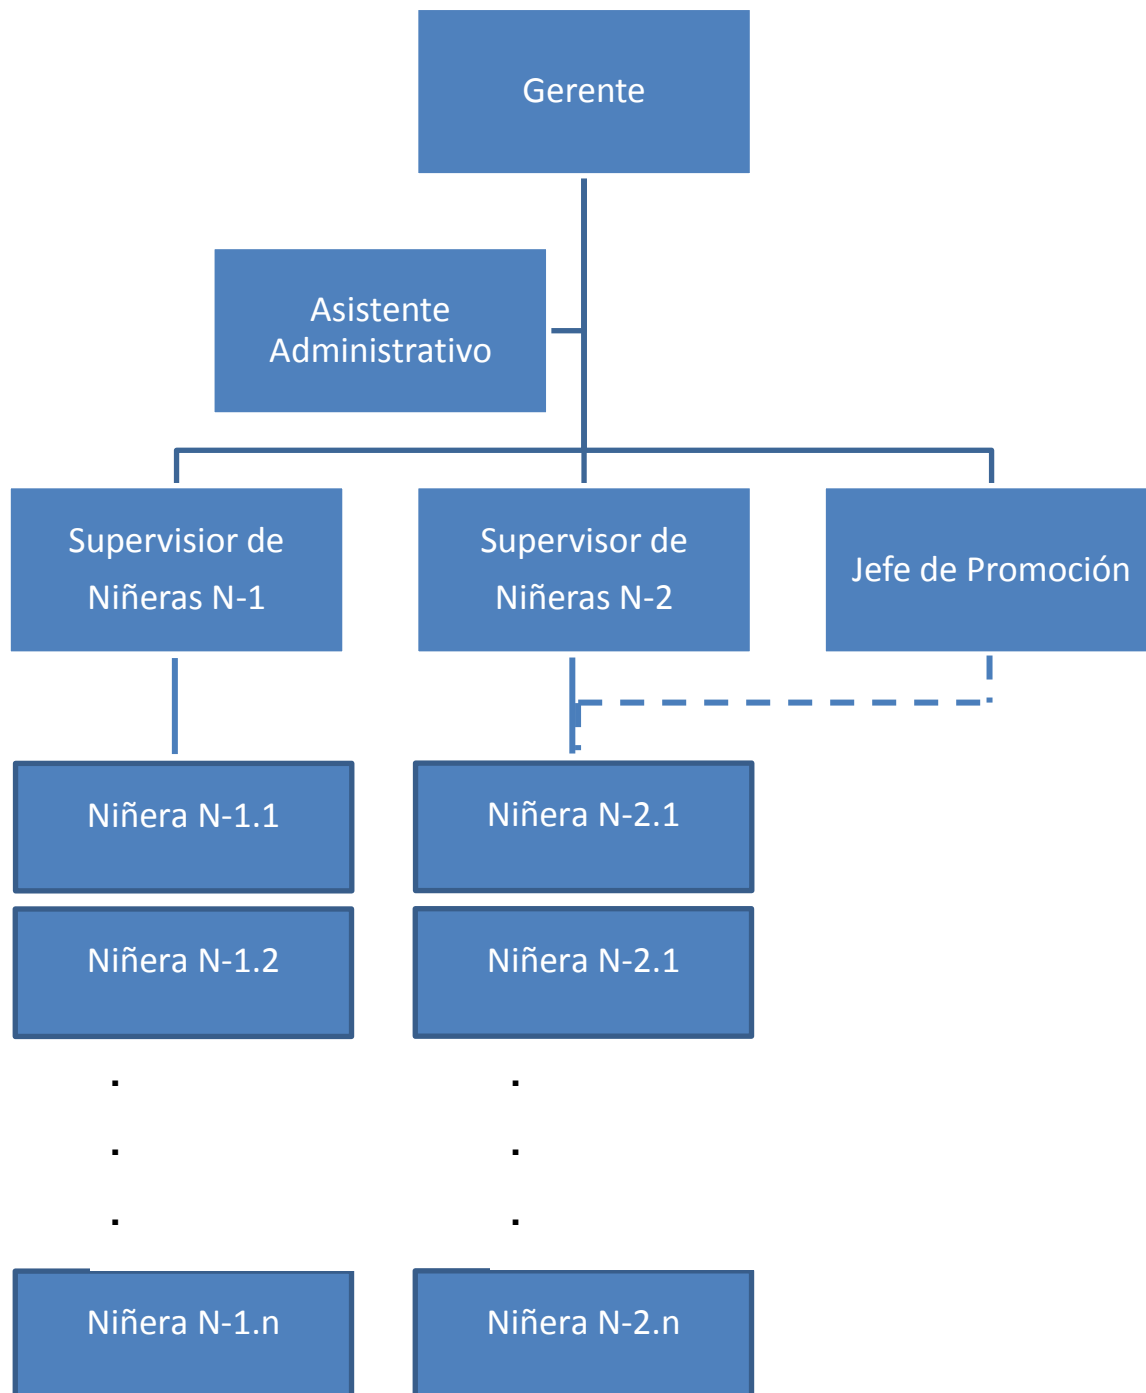 Gerente
Asistente
Administrativo
Supervisior de
Niñeras N-1
Supervisor de
Niñeras N-2
Jefe de Promoción
Niñera N-1.1
Niñera N-2.1
Niñera N-1.2
Niñera N-2.1
. .
. .
. .
Niñera N-1.n
Niñera N-2.n